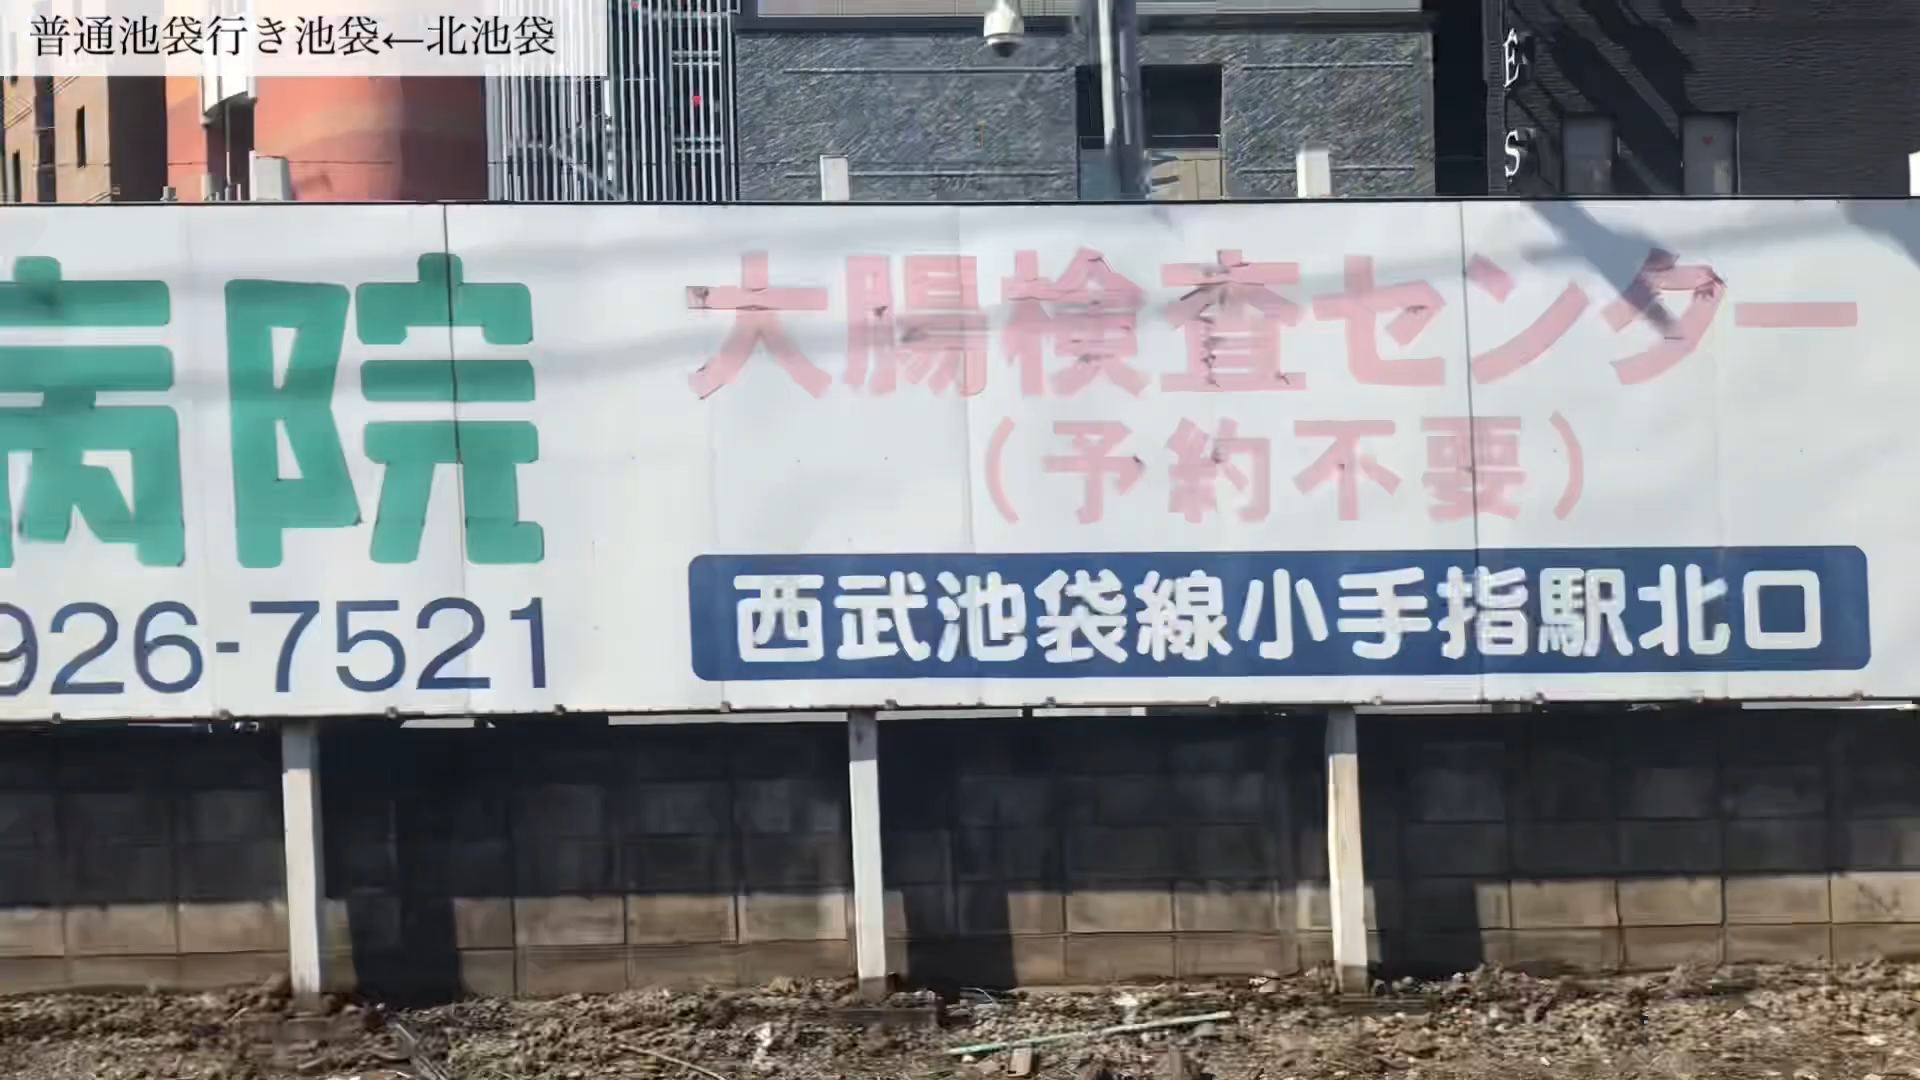 普通池袋行き池袋←北池袋
E
S
病院
926-7521
大腸検査センター
(予約不要)
西武池袋線小手指駅北口